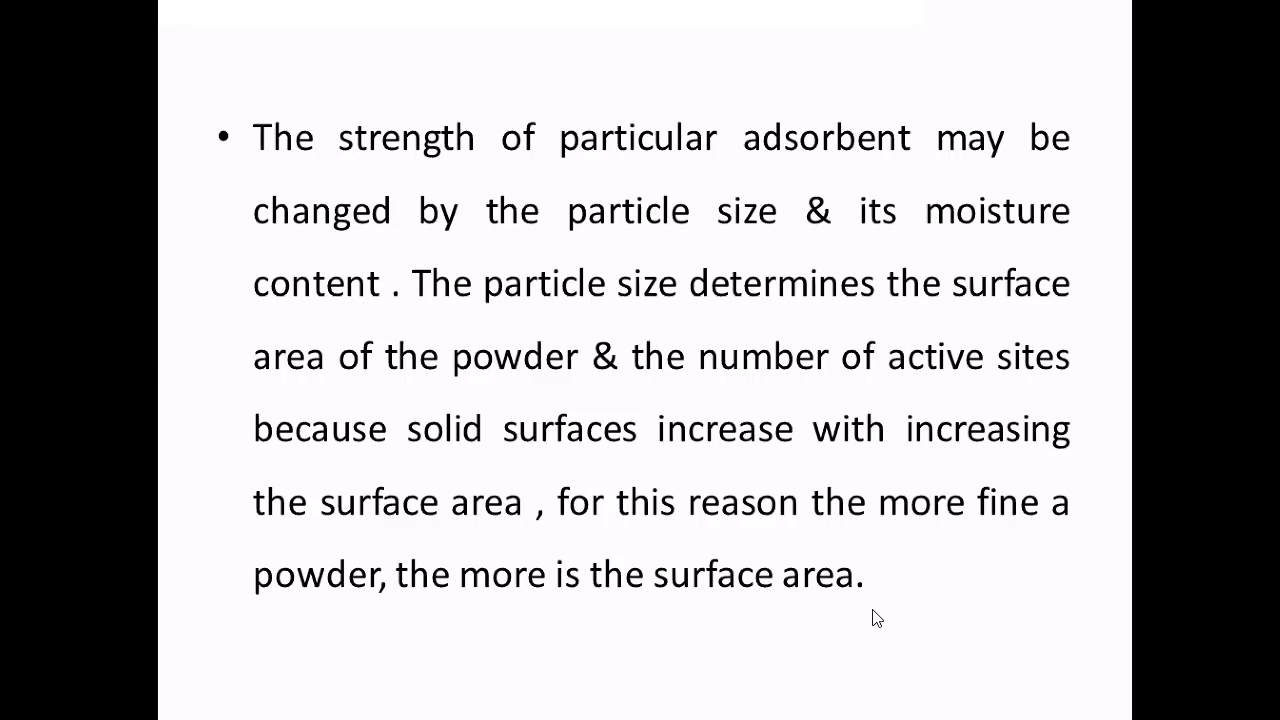 • The strength of particular adsorbent may be
changed by the particle size & its moisture
content . The particle size determines the surface
area of the powder & the number of active sites
because solid surfaces increase with increasing
the surface area , for this reason the more fine a
powder, the more is the surface area.